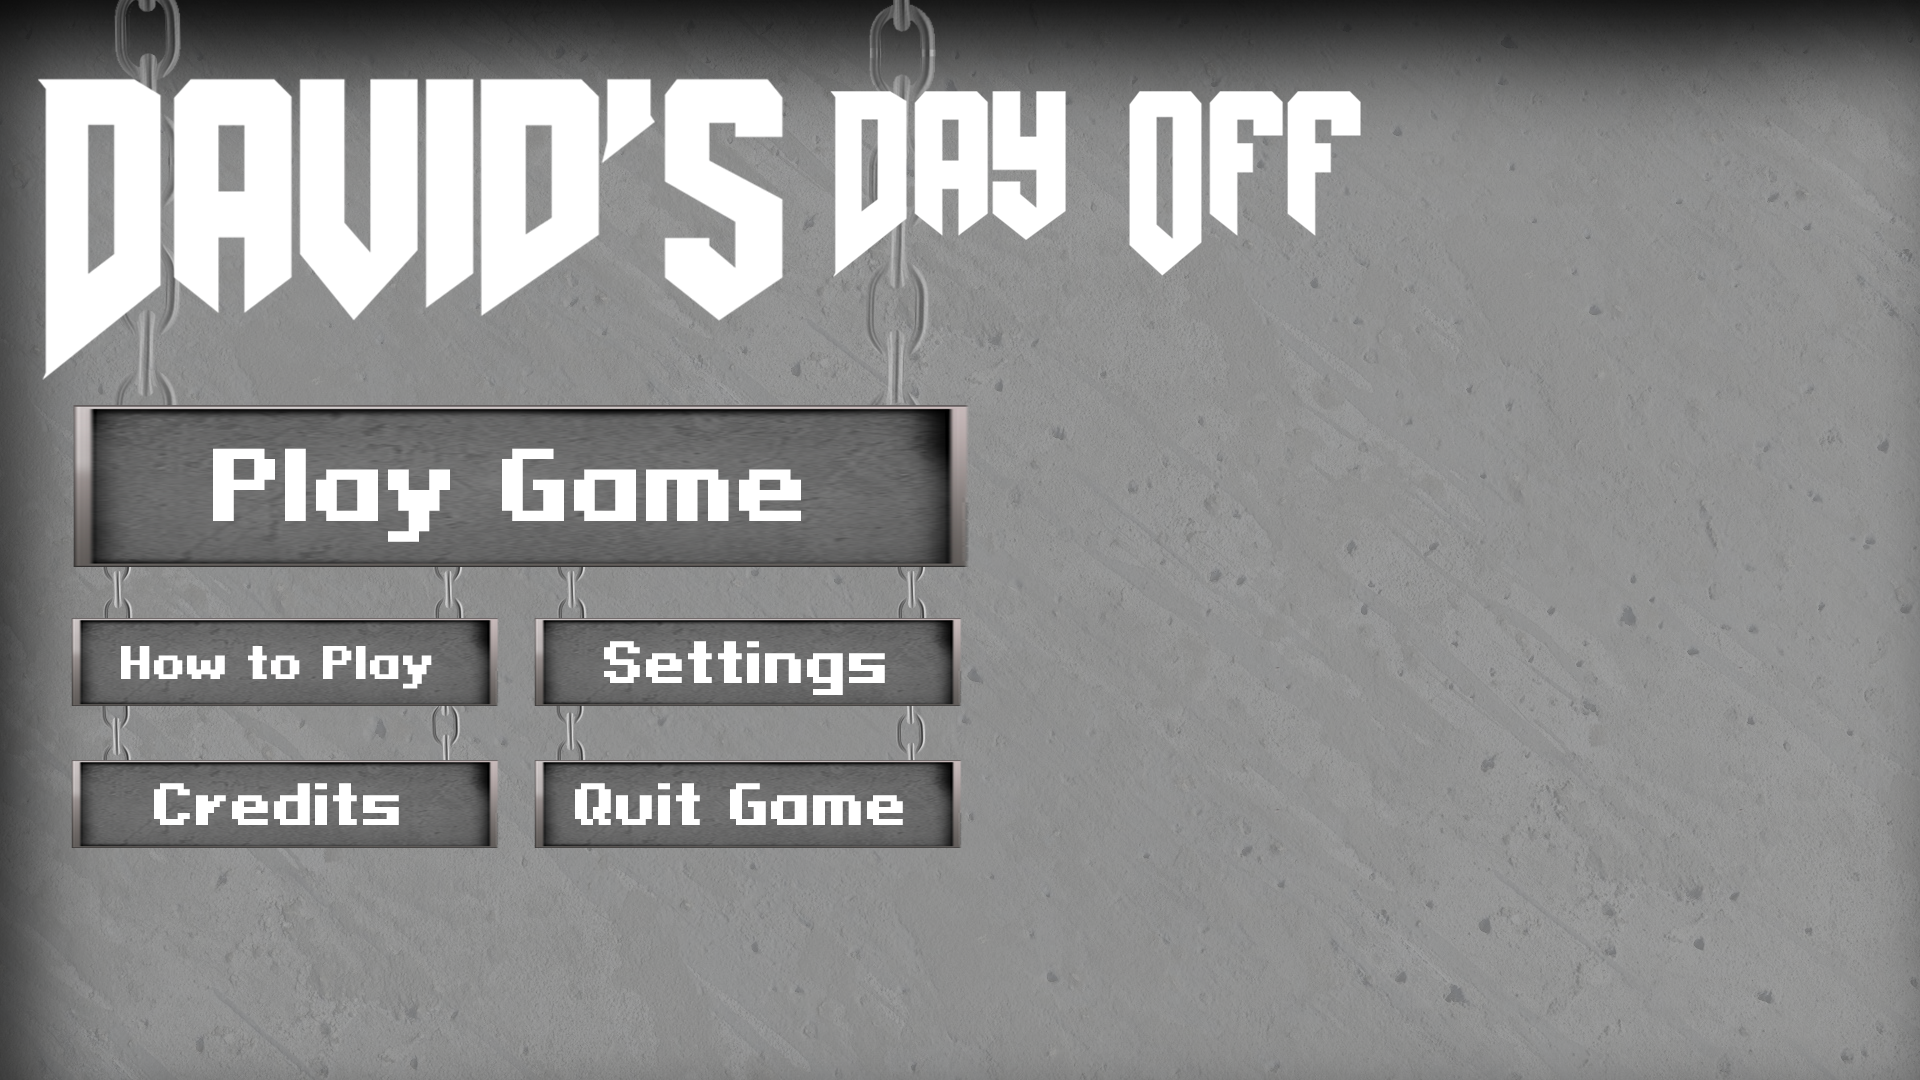 DAVID'S DAY OFF
Play Game
How to Play
Settings
Credits
Quit Game